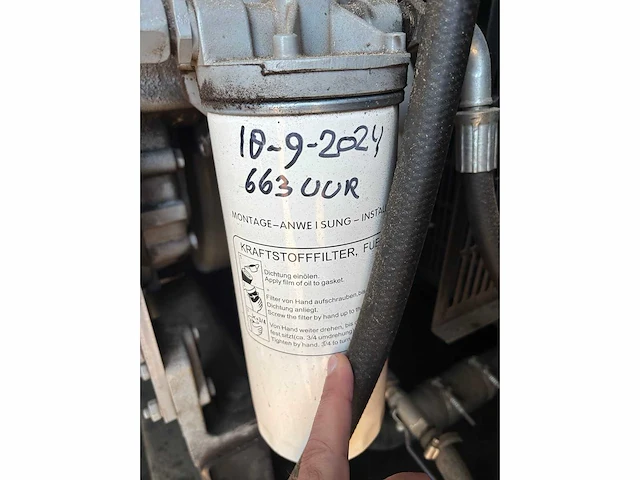 10-9-2024
663 UUR
MONTAGE-ANWEISUNG - INSTAL
KRAFTSTOFFFILTER, FUE
Dichtung einölen.
Apply film of oil to gasket.
Filter von Hand aufschrauben, bis
Dichtung anliegt.
Screw the filter by hand up to th
Von Hand weiter drehen, bis
fest sitzt (ca. 3/4 umdrehung
Tighten by hand. 3/4 to turn